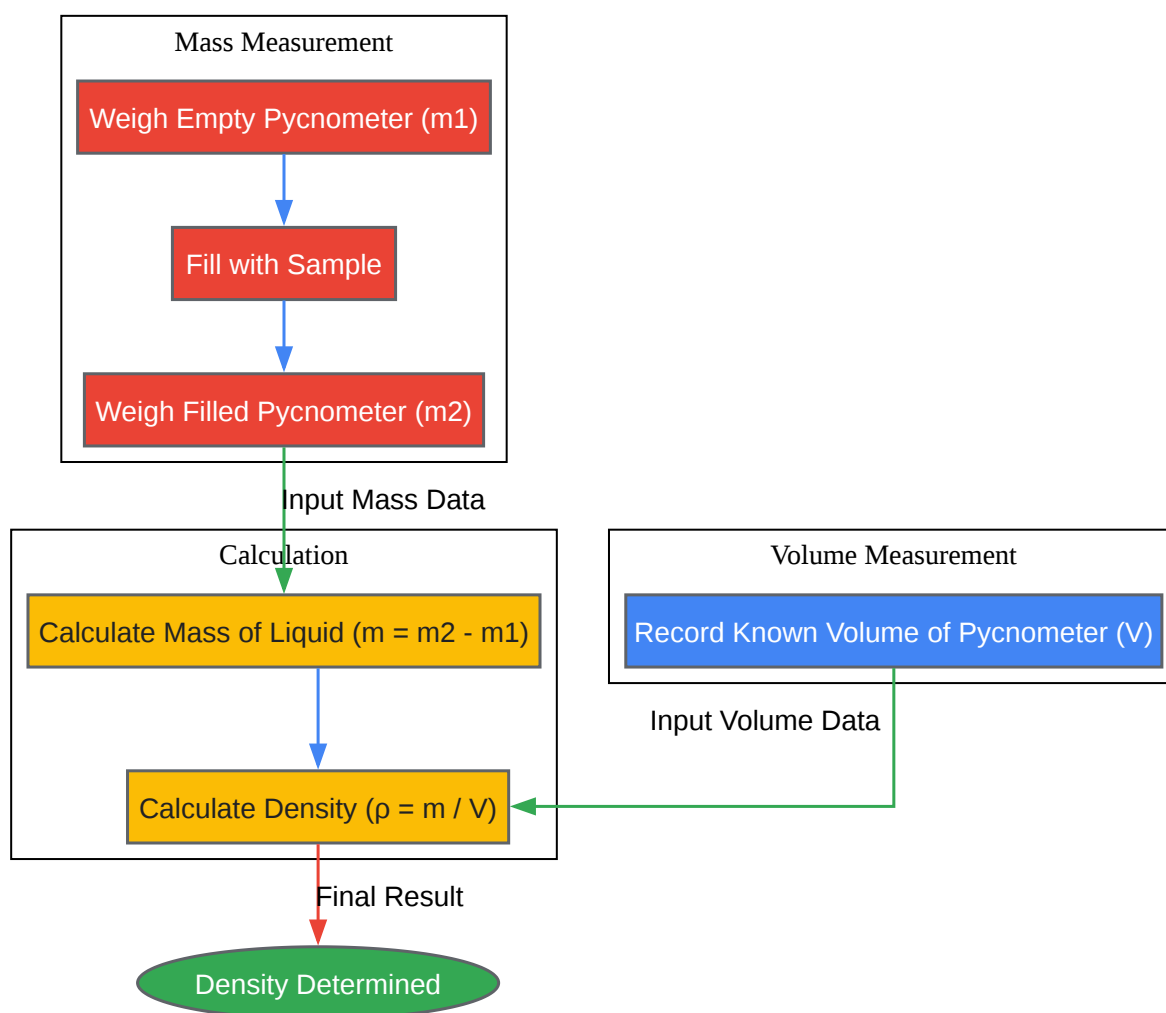 Mass Measurement
Weigh Empty Pycnometer (m1)
Fill with Sample
Weigh Filled Pycnometer (m2)
Input Mass Data
Calculation
Calculate Mass of Liquid (m = m2 - m1)
Volume Measurement
Record Known Volume of Pycnometer (V)
Input Volume Data
Calculate Density (ρ = m / V)
Final Result
Density Determined